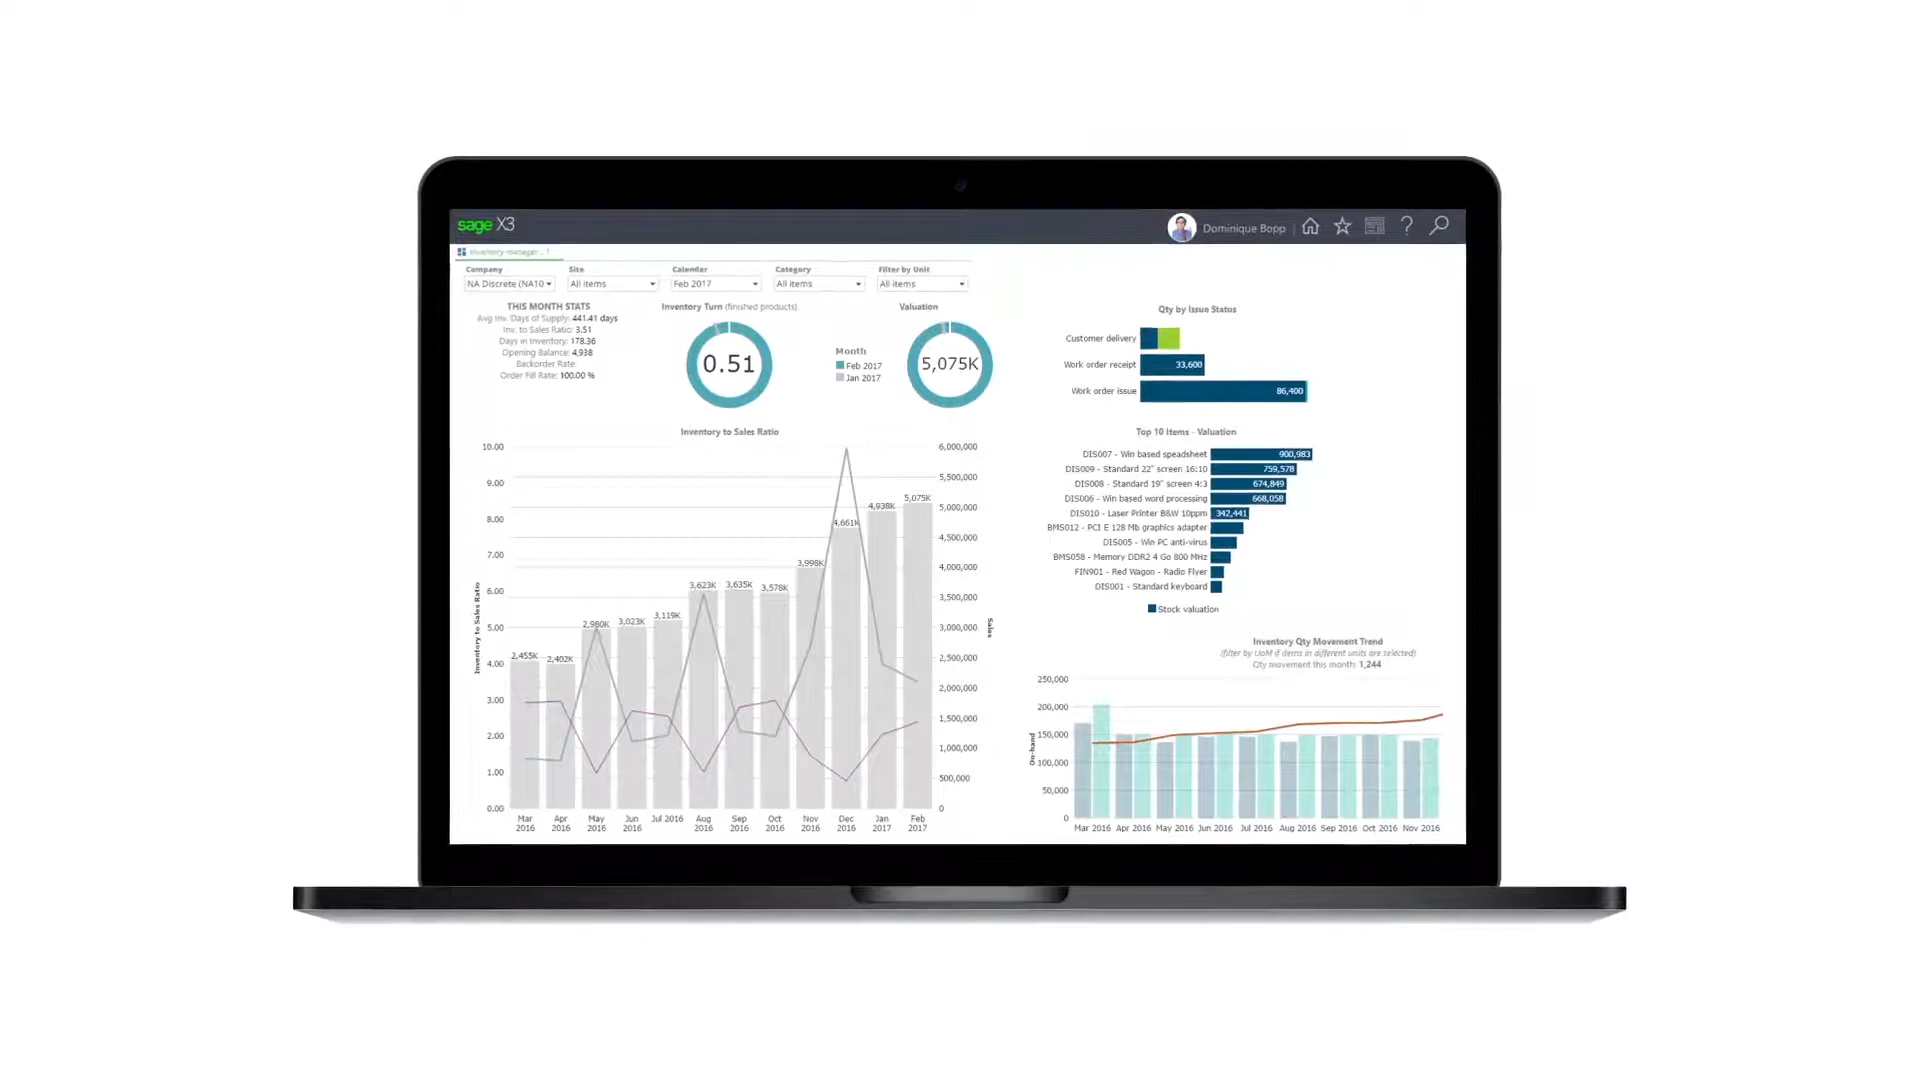 sage X3
Dominique Bopp
Inventory manager... 1
Company Site Calendar Category Filter by Unit
NA Discrete (NA10 All items Feb 2017 All items All items
THIS MONTH STATS
Avg Inv. Days of Supply: 441.41 days
Inv. to Sales Ratio: 3.51
Days in Inventory: 178.36
Opening Balance: 4,938
Backorder Rate:
Order Fill Rate: 100.00 %
Inventory Turn (finished products)
0.51
Month
Feb 2017
Jan 2017
Valuation
5,075K
Qty by Issue Status
Customer delivery
Work order receipt 33,600
Work order issue 86,400
Inventory to Sales Ratio
10.00
9.00
8.00
7.00
6.00
5.00
4.00
3.00
2.00
1.00
0.00
Inventory to Sales Ratio
2,455K 2,402K 2,980K 3,023K 3,119K 3,623K 3,635K 3,578K 3,998K 4,661K 4,938K 5,075K
6,000,000
5,500,000
5,000,000
4,500,000
4,000,000
3,500,000
3,000,000
2,500,000
2,000,000
1,500,000
1,000,000
500,000
0
Sales
Mar 2016 Apr 2016 May 2016 Jun 2016 Jul 2016 Aug 2016 Sep 2016 Oct 2016 Nov 2016 Dec 2016 Jan 2017 Feb 2017
Top 10 Items - Valuation
DIS007 - Win based speadsheet 900,983
DIS009 - Standard 22" screen 16:10 759,578
DIS008 - Standard 19" screen 4:3 674,849
DIS006 - Win based word processing 668,058
DIS010 - Laser Printer B&W 10ppm 342,441
BMS012 - PCI E 128 Mb graphics adapter
DIS005 - Win PC anti-virus
BMS058 - Memory DDR2 4 Go 800 MHz
FIN901 - Red Wagon - Radio Flyer
DIS001 - Standard keyboard
Stock valuation
Inventory Qty Movement Trend
(filter by UoM if items in different units are selected)
Qty movement this month: 1,244
250,000
200,000
150,000
100,000
50,000
0
On-hand
Mar 2016 Apr 2016 May 2016 Jun 2016 Jul 2016 Aug 2016 Sep 2016 Oct 2016 Nov 2016